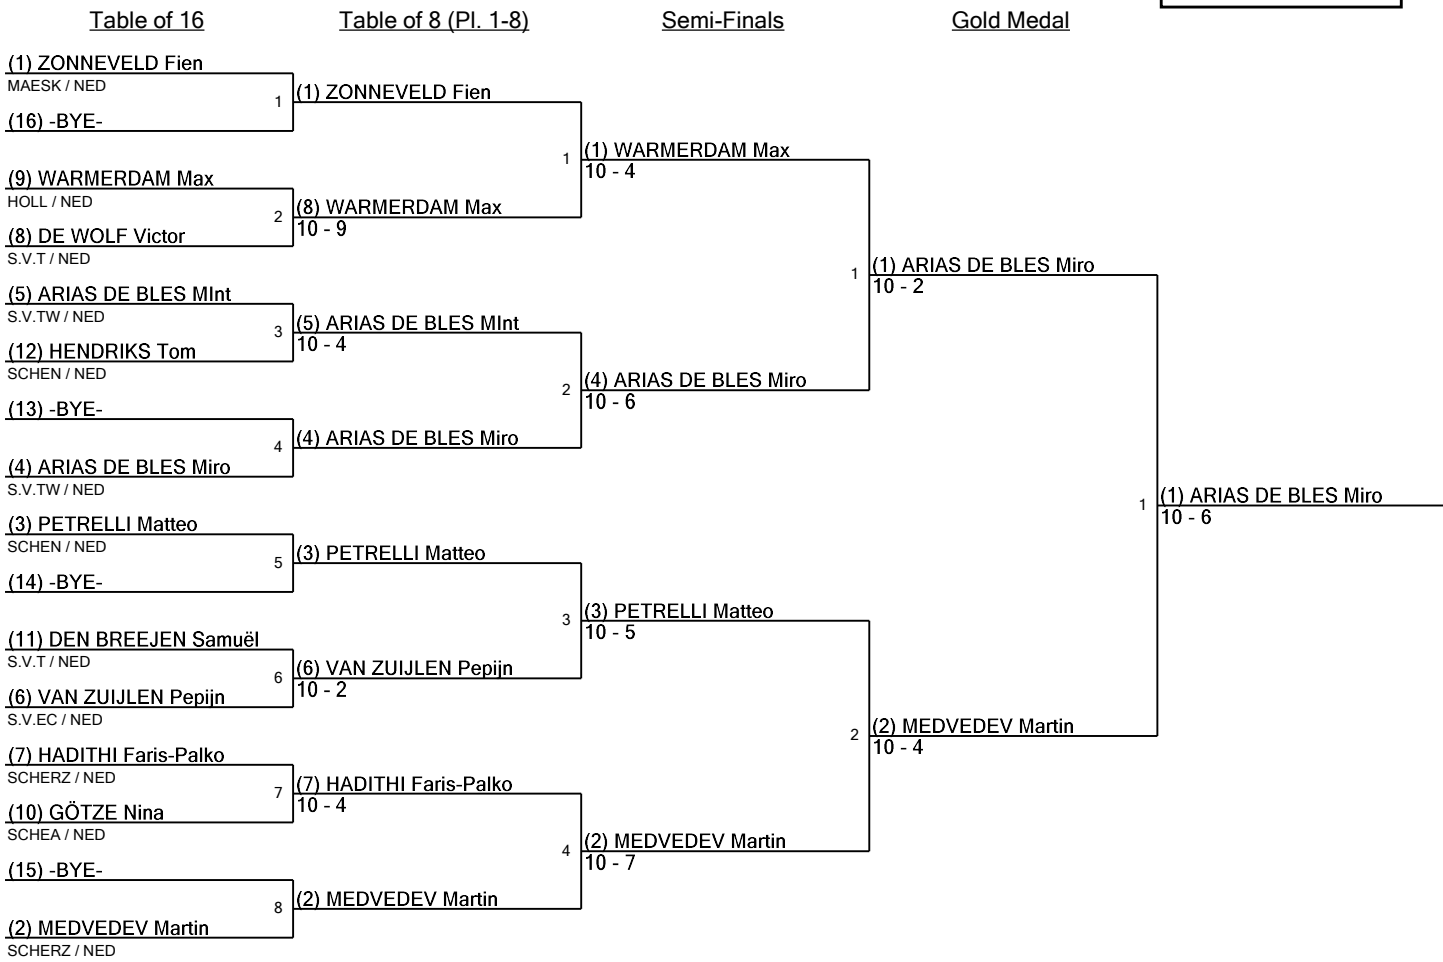 Table of 16
Table of 8 (Pl. 1-8)
Semi-Finals
Gold Medal
(1) ZONNEVELD Fien
MAESK / NED
(16) -BYE-
(9) WARMERDAM Max
HOLL / NED
(8) DE WOLF Victor
S.V.T / NED
(5) ARIAS DE BLES MInt
S.V.TW / NED
(12) HENDRIKS Tom
SCHEN / NED
(13) -BYE-
(4) ARIAS DE BLES Miro
S.V.TW / NED
(3) PETRELLI Matteo
SCHEN / NED
(14) -BYE-
(11) DEN BREEJEN Samuël
S.V.T / NED
(6) VAN ZUIJLEN Pepijn
S.V.EC / NED
(7) HADITHI Faris-Palko
SCHERZ / NED
(10) GÖTZE Nina
SCHEA / NED
(15) -BYE-
(2) MEDVEDEV Martin
SCHERZ / NED
1
(1) ZONNEVELD Fien
2
(8) WARMERDAM Max
10 - 9
3
(5) ARIAS DE BLES MInt
10 - 4
4
(4) ARIAS DE BLES Miro
5
(3) PETRELLI Matteo
6
(6) VAN ZUIJLEN Pepijn
10 - 2
7
(7) HADITHI Faris-Palko
10 - 4
8
(2) MEDVEDEV Martin
1
(1) WARMERDAM Max
10 - 4
2
(4) ARIAS DE BLES Miro
10 - 6
3
(3) PETRELLI Matteo
10 - 5
4
(2) MEDVEDEV Martin
10 - 7
1
(1) ARIAS DE BLES Miro
10 - 2
2
(2) MEDVEDEV Martin
10 - 4
1
(1) ARIAS DE BLES Miro
10 - 6